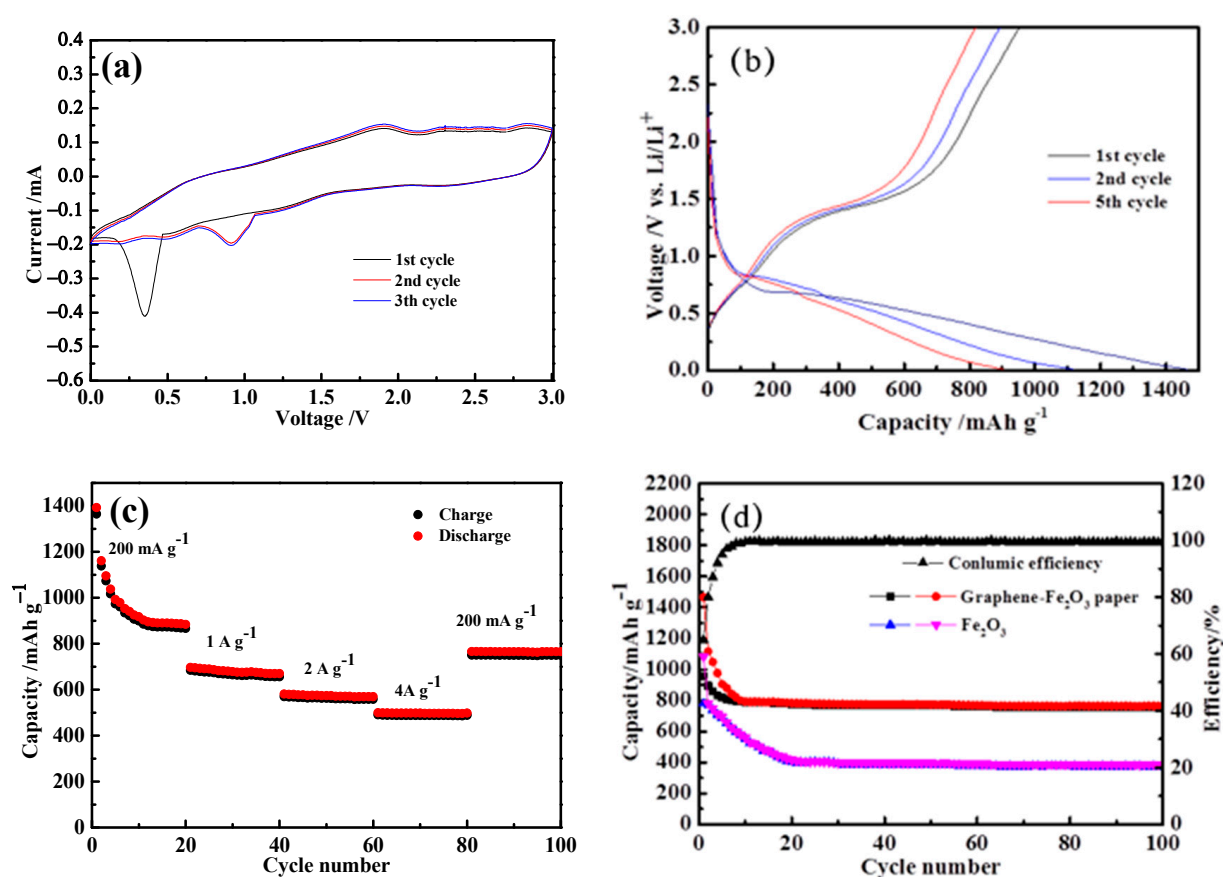 (a)
0.4
0.3
0.2
0.1
0.0
−0.1
−0.2
−0.3
−0.4
−0.5
−0.6
Current /mA
1st cycle
2nd cycle
3th cycle
0.0 0.5 1.0 1.5 2.0 2.5 3.0
Voltage /V
(b)
3.0
2.5
2.0
1.5
1.0
0.5
0.0
Voltage /V vs. Li/Li⁺
1st cycle
2nd cycle
5th cycle
0 200 400 600 800 1000 1200 1400
Capacity /mAh g⁻¹
(c)
1400
1200
1000
800
600
400
200
0
Capacity /mAh g⁻¹
Charge
Discharge
200 mA g⁻¹
1 A g⁻¹
2 A g⁻¹
4A g⁻¹
200 mA g⁻¹
0 20 40 60 80 100
Cycle number
(d)
2200
2000
1800
1600
1400
1200
1000
800
600
400
200
0
Capacity/mAh g⁻¹
Conlumic efficiency
Graphene-Fe₂O₃ paper
Fe₂O₃
120
100
80
60
40
20
0
Efficiency/%
0 20 40 60 80 100
Cycle number